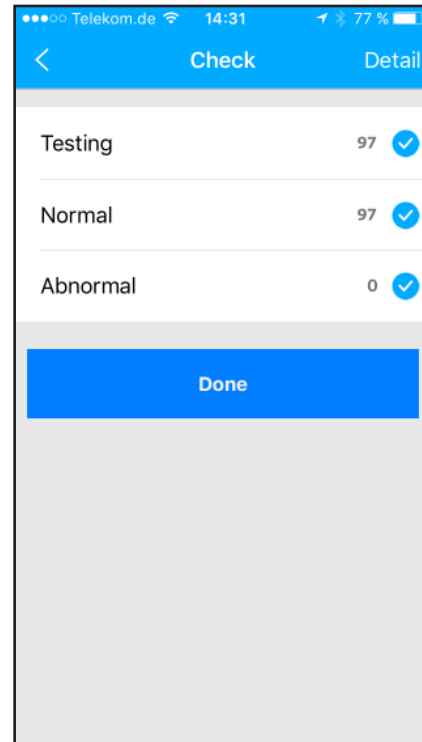 ●●●○○ Telekom.de 14:31 77 %
Check Detail
Testing 97
Normal 97
Abnormal 0
Done